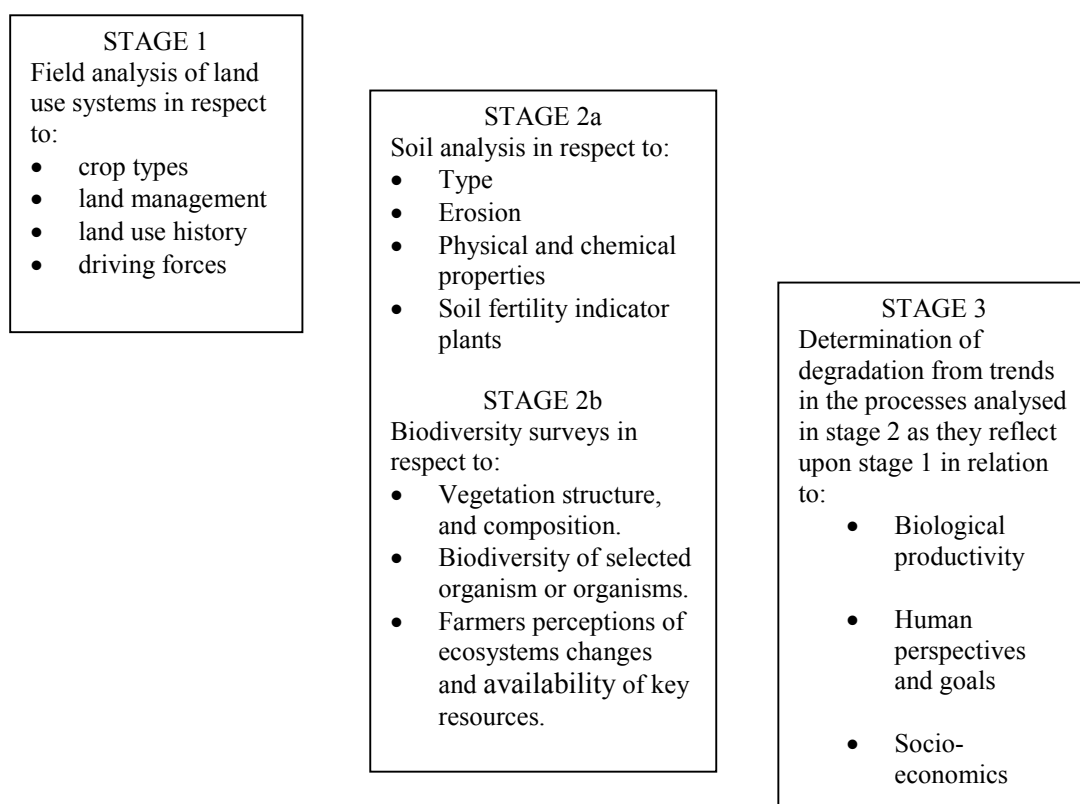 STAGE 1
Field analysis of land
use systems in respect
to:
• crop types
• land management
• land use history
• driving forces
STAGE 2a
Soil analysis in respect to:
• Type
• Erosion
• Physical and chemical
properties
• Soil fertility indicator
plants
STAGE 2b
Biodiversity surveys in
respect to:
• Vegetation structure,
and composition.
• Biodiversity of selected
organism or organisms.
• Farmers perceptions of
ecosystems changes
and availability of key
resources.
STAGE 3
Determination of
degradation from trends
in the processes analysed
in stage 2 as they reflect
upon stage 1 in relation
to:
• Biological
productivity
• Human
perspectives
and goals
• Socio-
economics